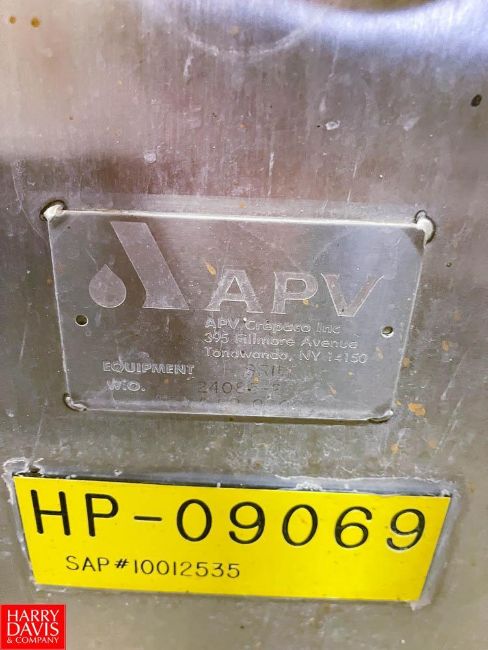 APV
APV Crepaco Inc
395 Fillmore Avenue
Tonawanda, NY 14150
EQUIPMENT
W.O.
HP-09069
SAP#10012535
HARRY
DAVIS
& COMPANY